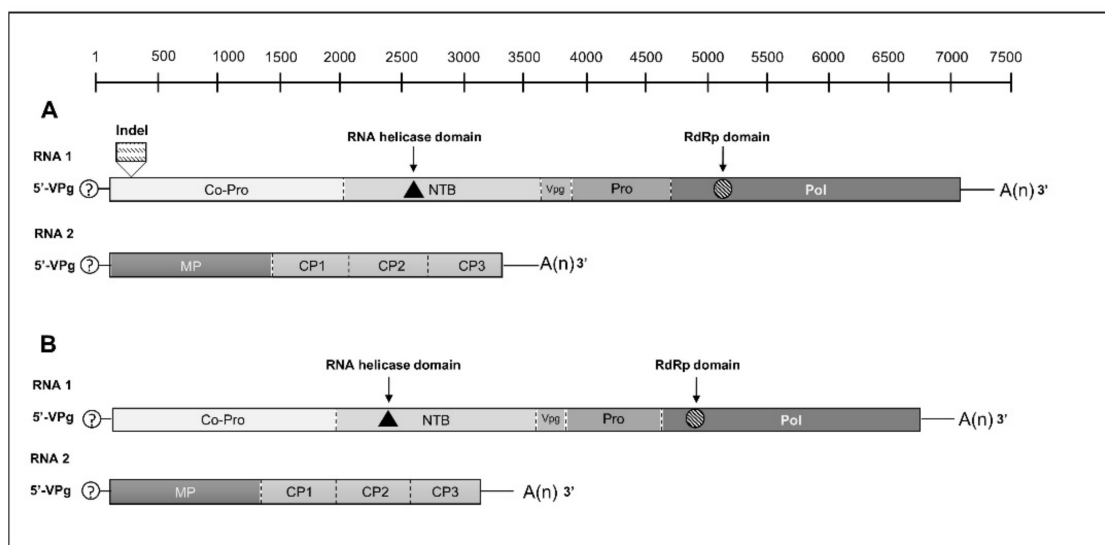 1 500 1000 1500 2000 2500 3000 3500 4000 4500 5000 5500 6000 6500 7000 7500
A
Indel
RNA helicase domain RdRp domain
RNA 1
5'-VPg ? Co-Pro NTB Vpg Pro Pol A(n) 3'
RNA 2
5'-VPg ? MP CP1 CP2 CP3 A(n) 3'
B
RNA helicase domain RdRp domain
RNA 1
5'-VPg ? Co-Pro NTB Vpg Pro Pol A(n) 3'
RNA 2
5'-VPg ? MP CP1 CP2 CP3 A(n) 3'